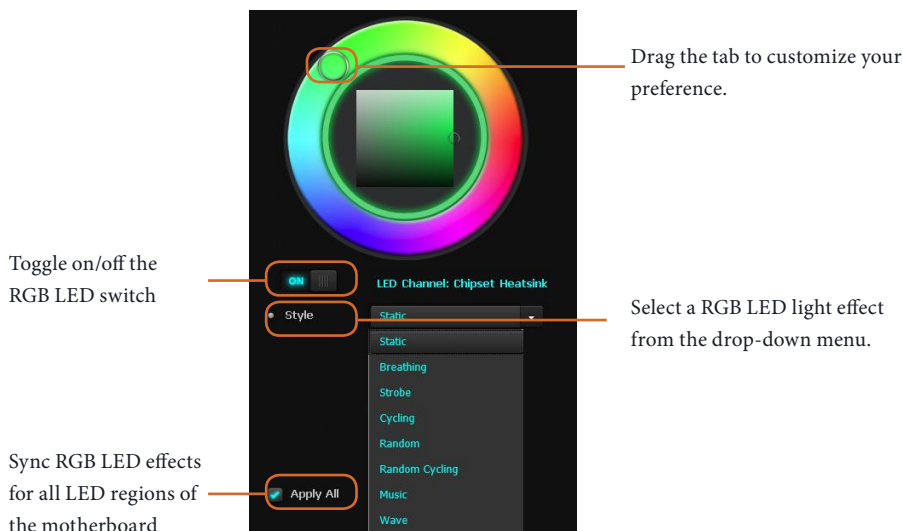 Drag the tab to customize your
preference.
Toggle on/off the
RGB LED switch
ON
LED Channel: Chipset Heatsink
Style
Static
Select a RGB LED light effect
from the drop-down menu.
Static
Breathing
Strobe
Cycling
Random
Random Cycling
Music
Wave
Sync RGB LED effects
for all LED regions of
the motherboard
Apply All